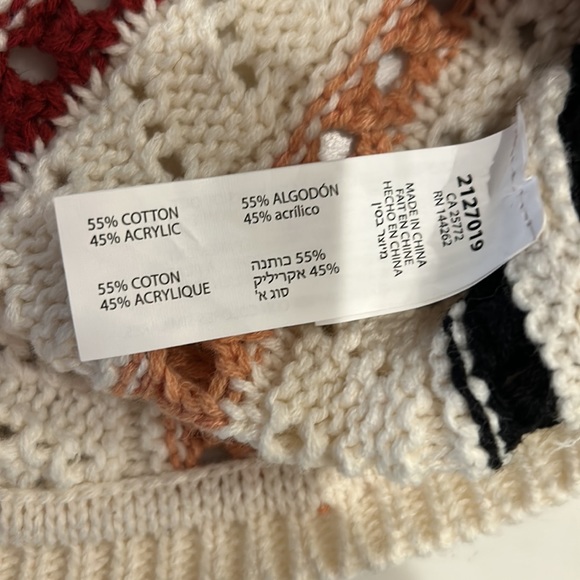 55% COTTON
45% ACRYLIC
55% COTON
45% ACRYLIQUE
55% ALGODÓN
45% acrílico
55% כותנה
45% אקריליק
סוג א'
MADE IN CHINA
FAIT EN CHINE
HECHO EN CHINA
מיוצר בסין
2127019
CA 25772
RN 144262